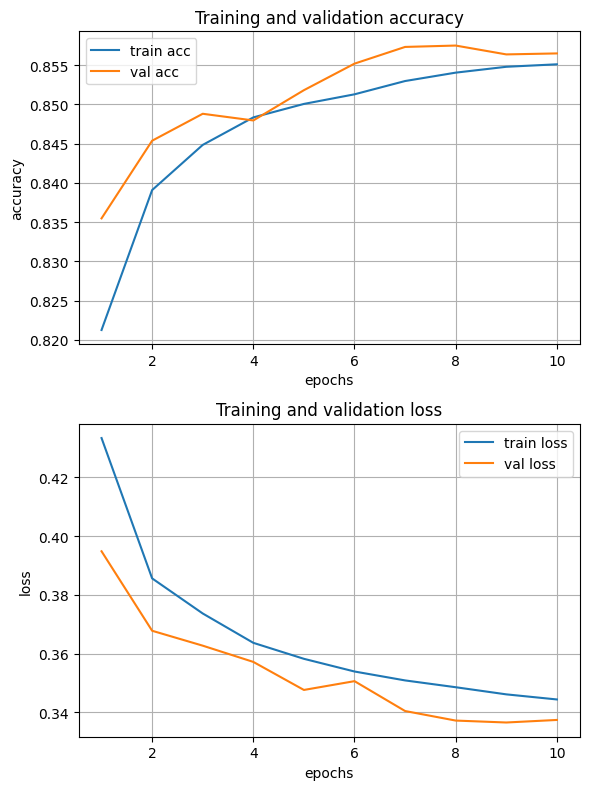 Training and validation accuracy
train acc
val acc
0.855
0.850
0.845
0.840
0.835
0.830
0.825
0.820
accuracy
2 4 6 8 10
epochs
Training and validation loss
train loss
val loss
0.42
0.40
0.38
0.36
0.34
loss
2 4 6 8 10
epochs